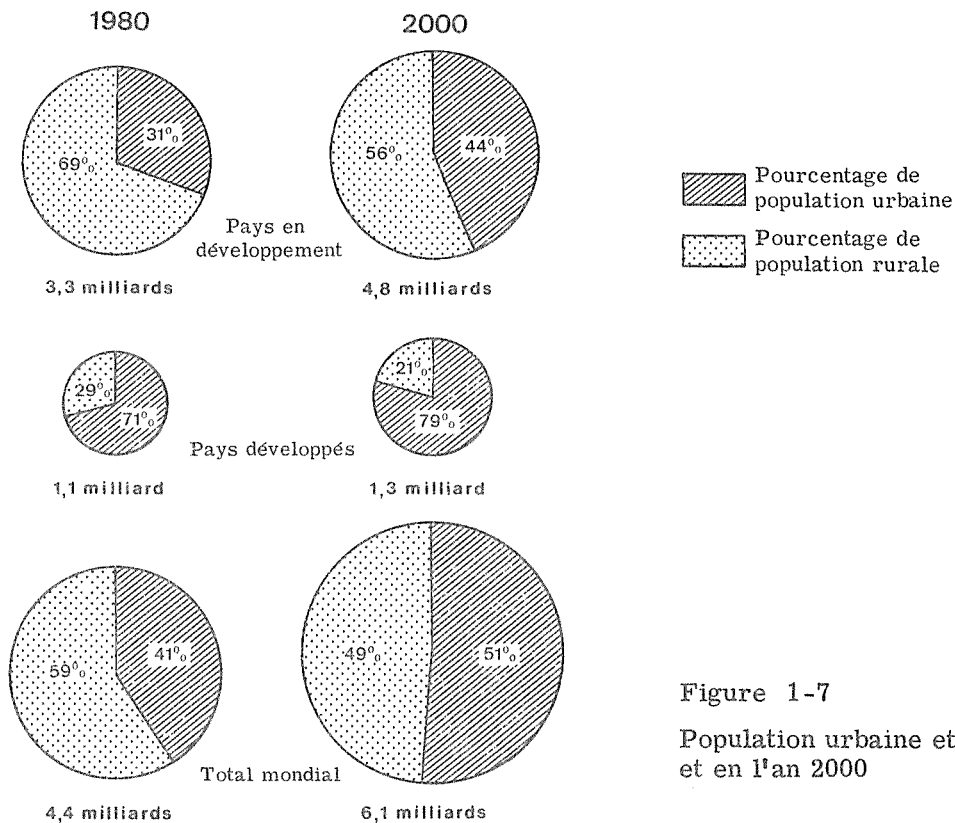 1980
2000
31%
69%
56%
44%
Pays en
développement
3,3 milliards
4,8 milliards
Pourcentage de
population urbaine
Pourcentage de
population rurale
29%
71%
21%
79%
Pays développés
1,1 milliard
1,3 milliard
59%
41%
49%
51%
Total mondial
4,4 milliards
6,1 milliards
Figure 1-7
Population urbaine et
et en l'an 2000